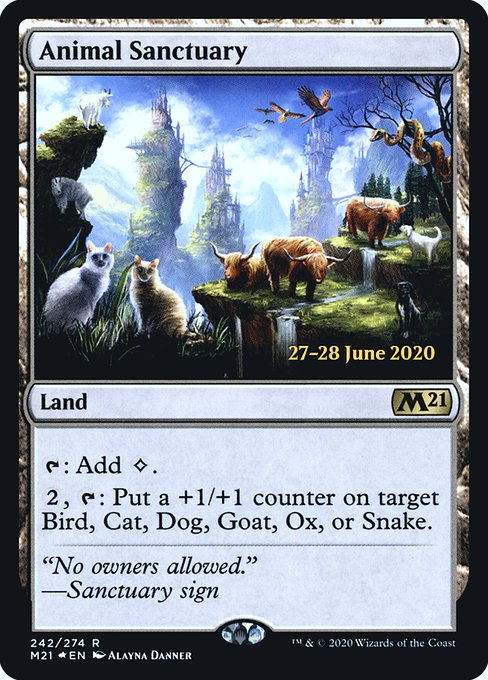 Animal Sanctuary
27–28 June 2020
Land
M21
: Add .
2, : Put a +1/+1 counter on target
Bird, Cat, Dog, Goat, Ox, or Snake.
“No owners allowed.”
—Sanctuary sign
242/274 R
M21 ★ EN Alayna Danner
™ & © 2020 Wizards of the Coast